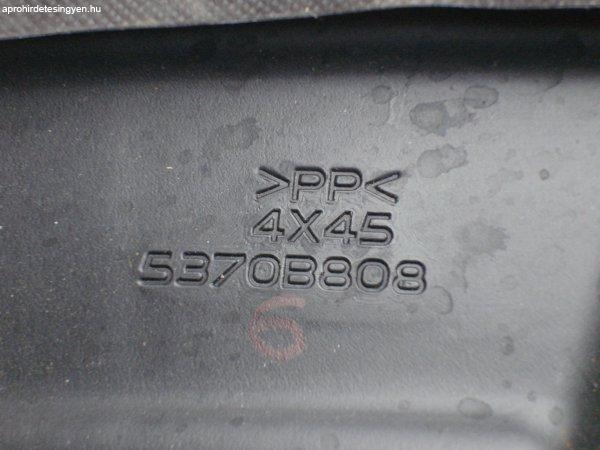 aprohirdetesingyen.hu
>PP<
4X45
5370B808
6